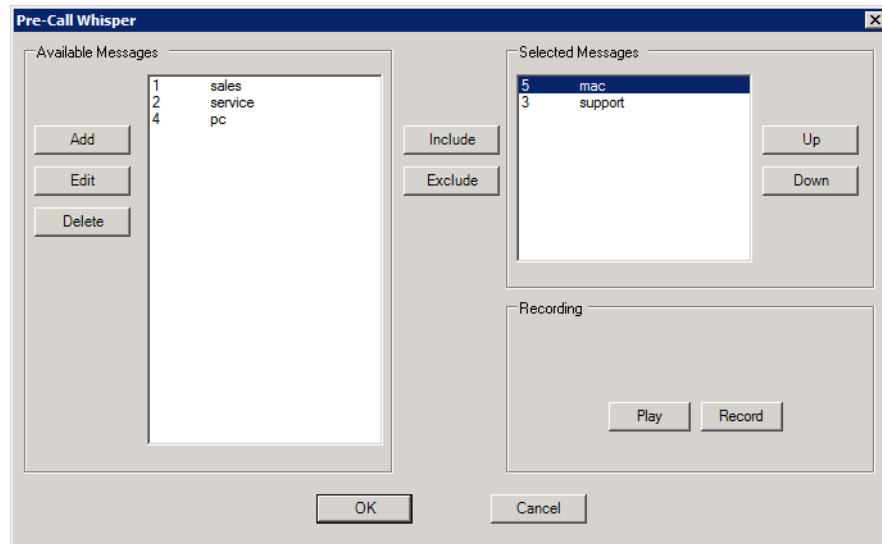 Pre-Call Whisper
Available Messages
1 sales
2 service
4 pc
Add
Edit
Delete
Include
Exclude
Selected Messages
5 mac
3 support
Up
Down
Recording
Play Record
OK Cancel